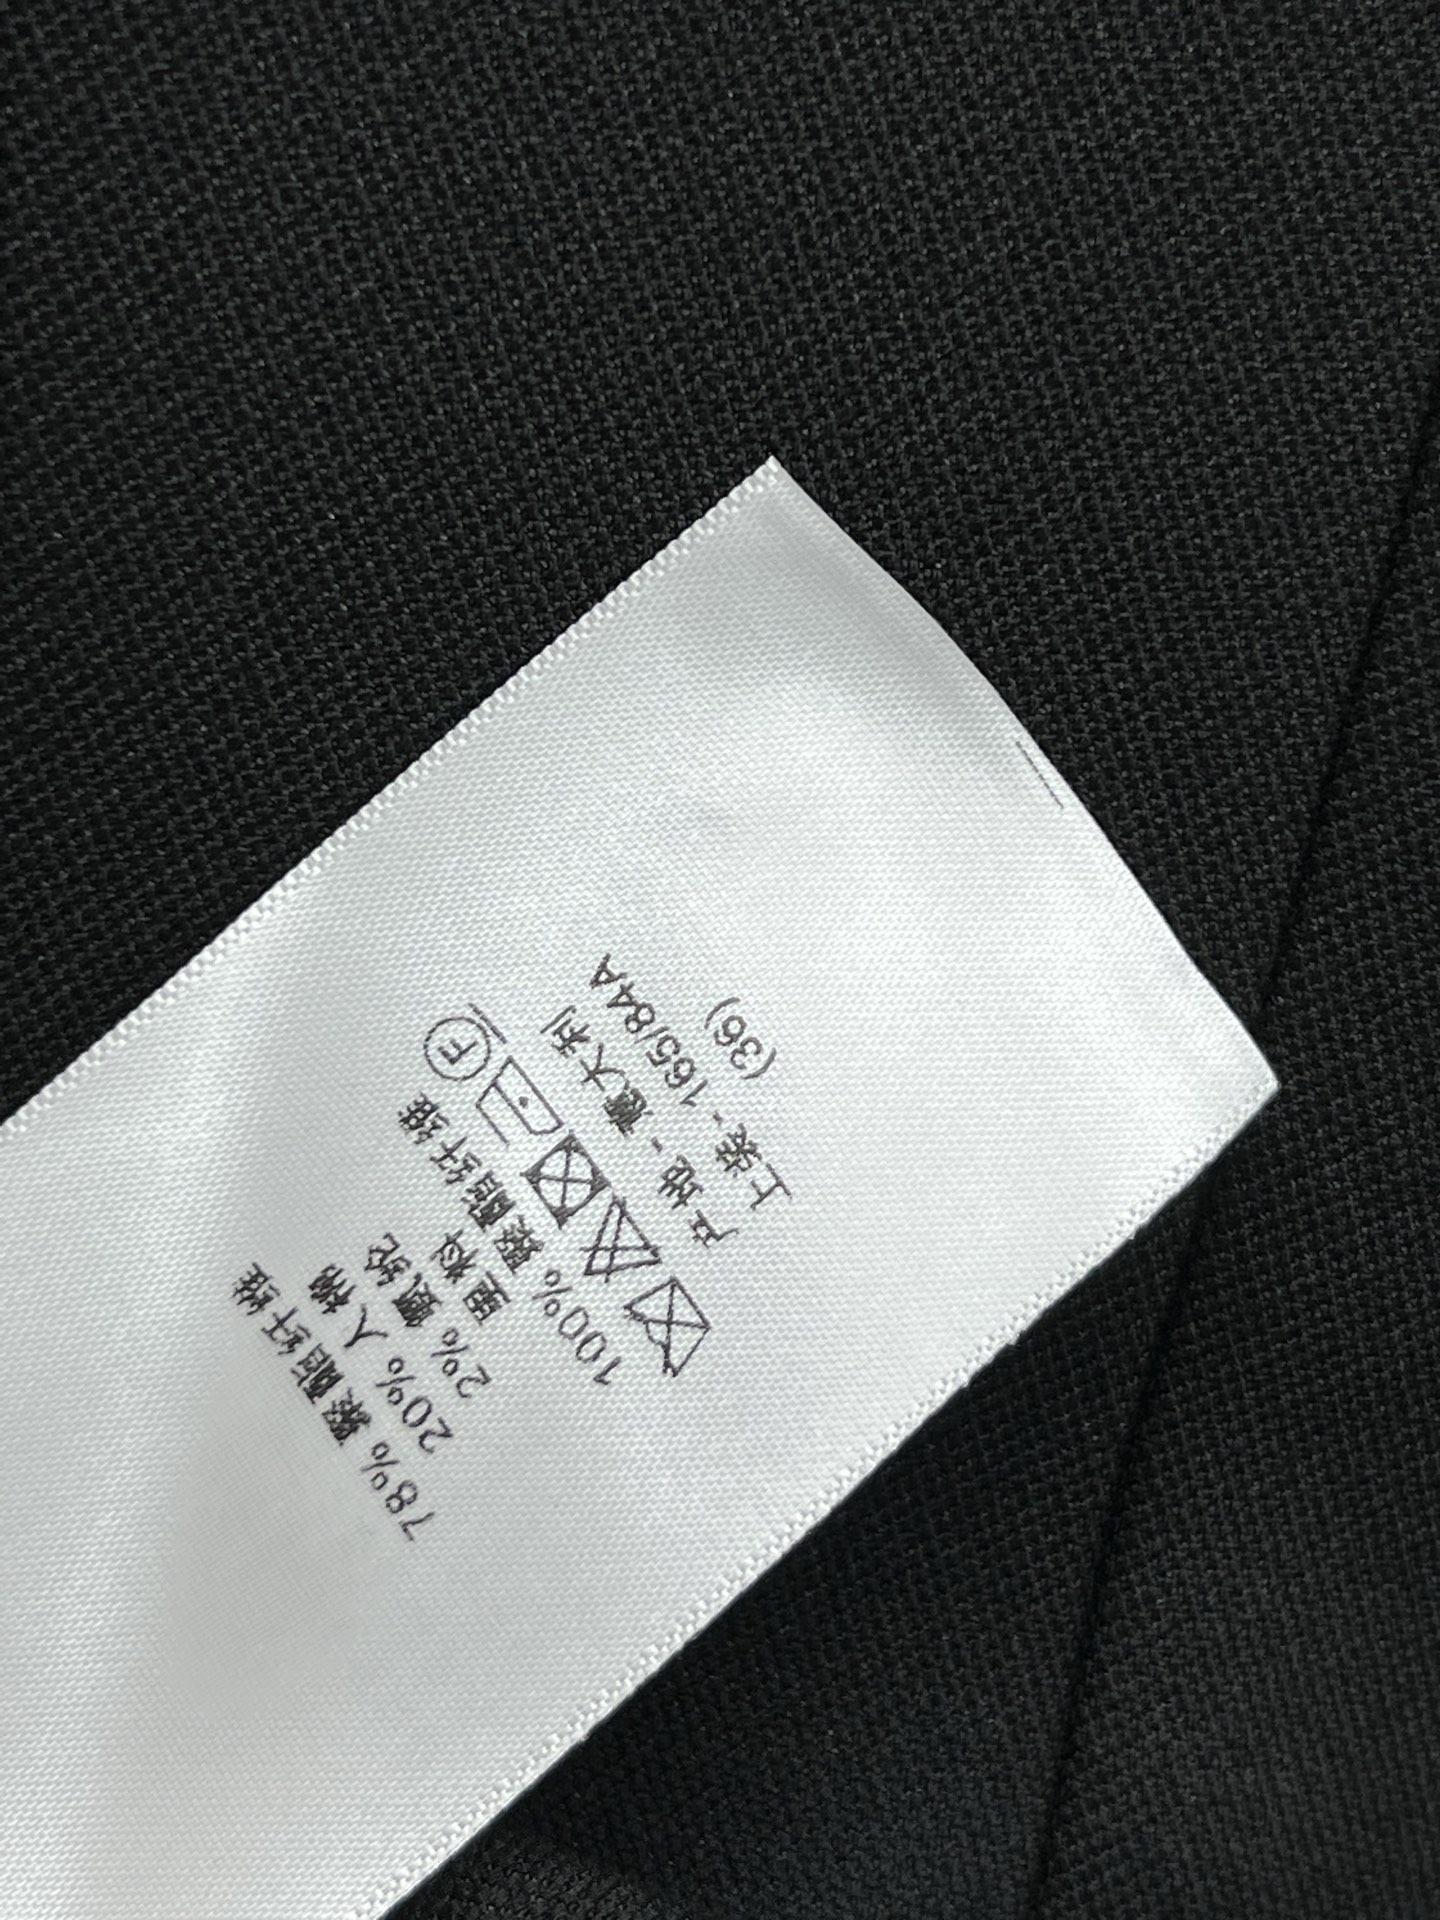 78% 聚酯纤维
20% 人棉
2% 氨纶
里料
100% 聚酯纤维
F
产地 - 意大利
上装 - 165/84A
(36)